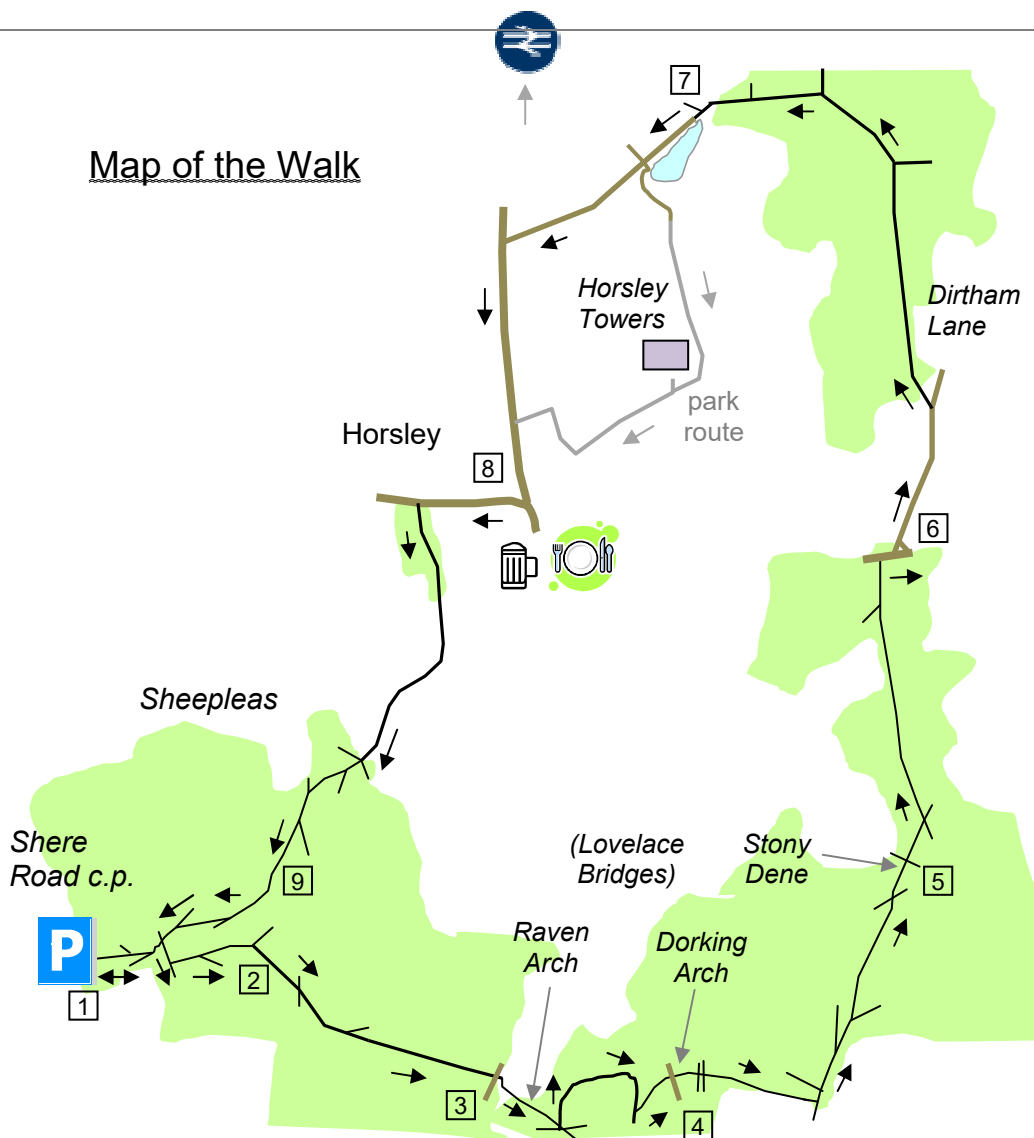 7
Map of the Walk
Horsley
Towers
Dirtham
Lane
park
route
Horsley
8
6
Sheepleas
Shere
Road c.p.
(Lovelace
Bridges)
Stony
Dene
9
5
P
Raven
Arch
Dorking
Arch
2
1
3
4